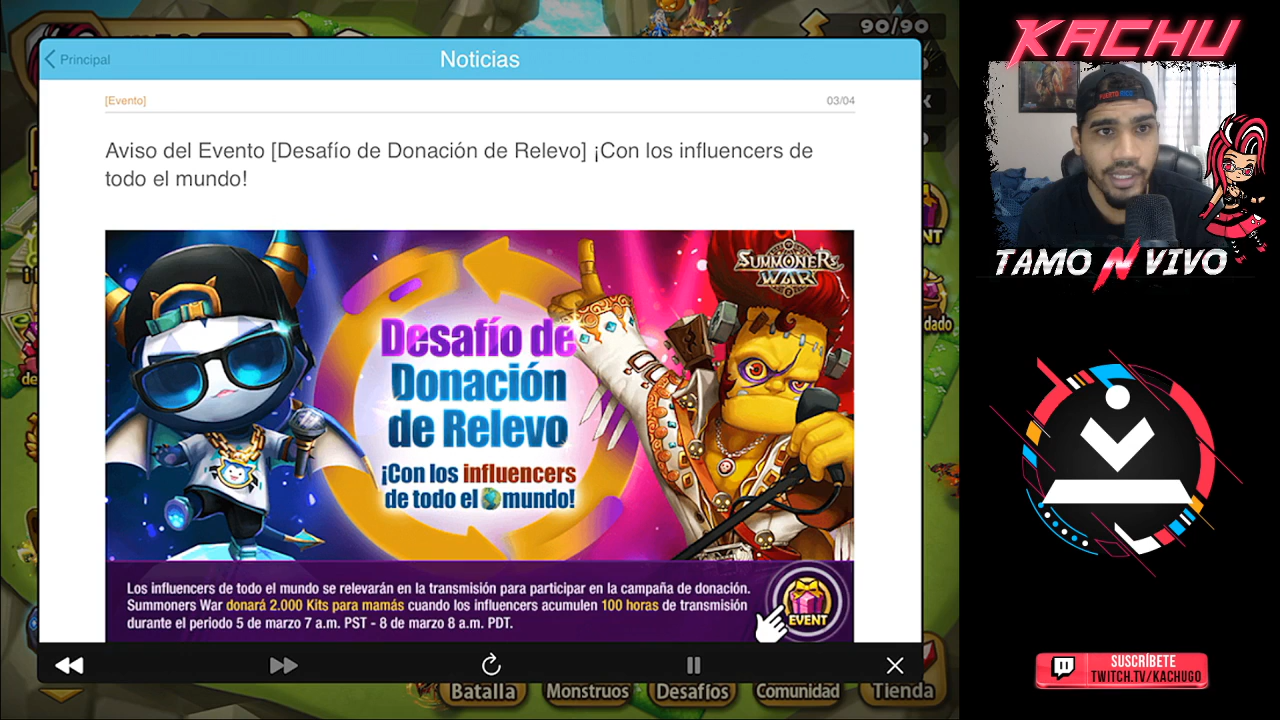 90/90
Principal
Noticias
[Evento]
03/04
Aviso del Evento [Desafío de Donación de Relevo] ¡Con los influencers de
todo el mundo!
SUMMONERS
WAR
Desafío de
Donación
de Relevo
¡Con los influencers
de todo el mundo!
Los influencers de todo el mundo se relevarán en la transmisión para participar en la campaña de donación.
Summoners War donará 2.000 Kits para mamás cuando los influencers acumulen 100 horas de transmisión
durante el periodo 5 de marzo 7 a.m. PST - 8 de marzo 8 a.m. PDT.
EVENT
Batalla
Monstruos
Desafíos
Comunidad
Tienda
KACHU
PUERTO RICO
TAMO N VIVO
SUSCRÍBETE
TWITCH.TV/KACHUGO